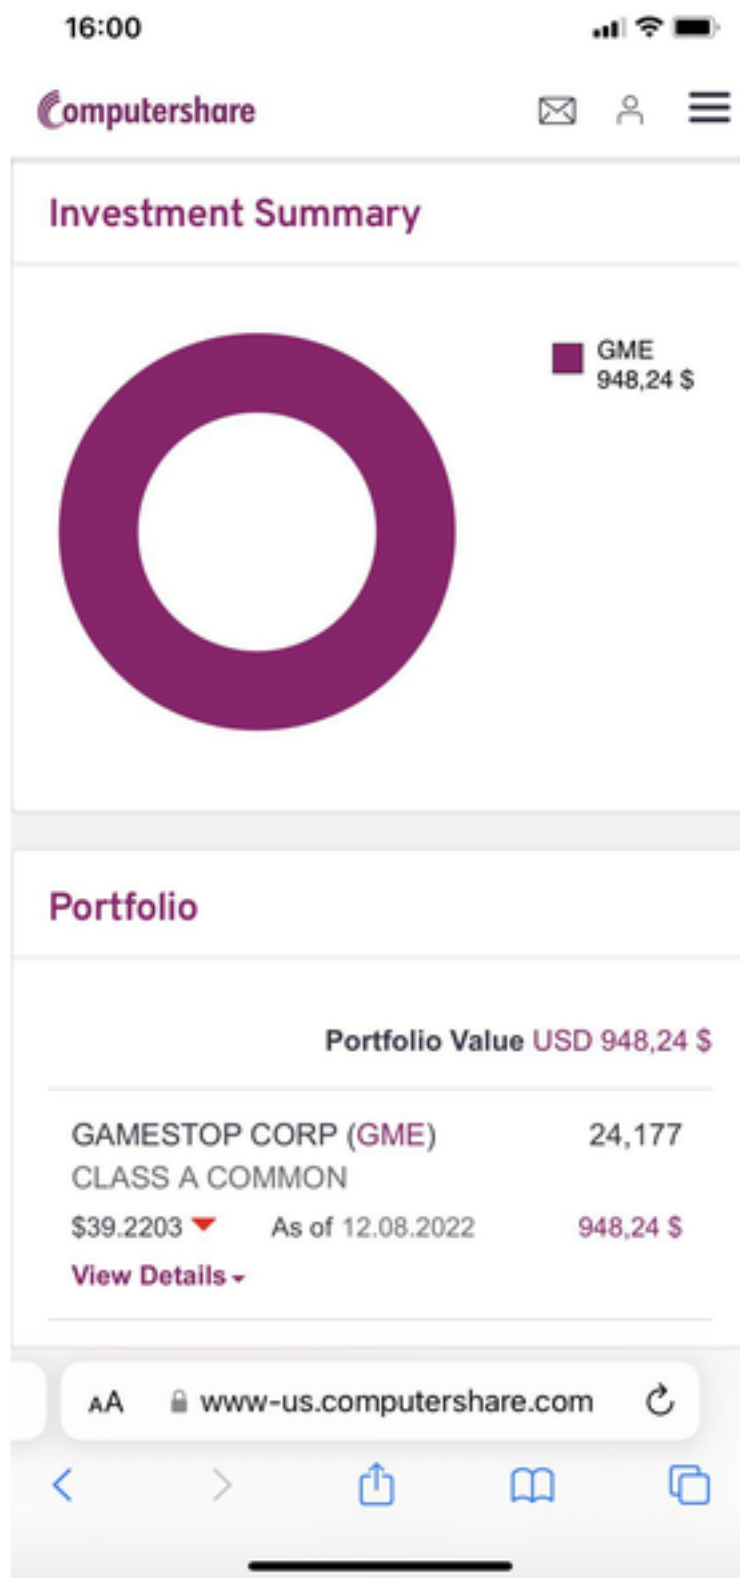 16:00
Computershare
Investment Summary
GME
948,24 $
Portfolio
Portfolio Value USD 948,24 $
GAMESTOP CORP (GME) 24,177
CLASS A COMMON
$39.2203 As of 12.08.2022 948,24 $
View Details
AA www-us.computershare.com